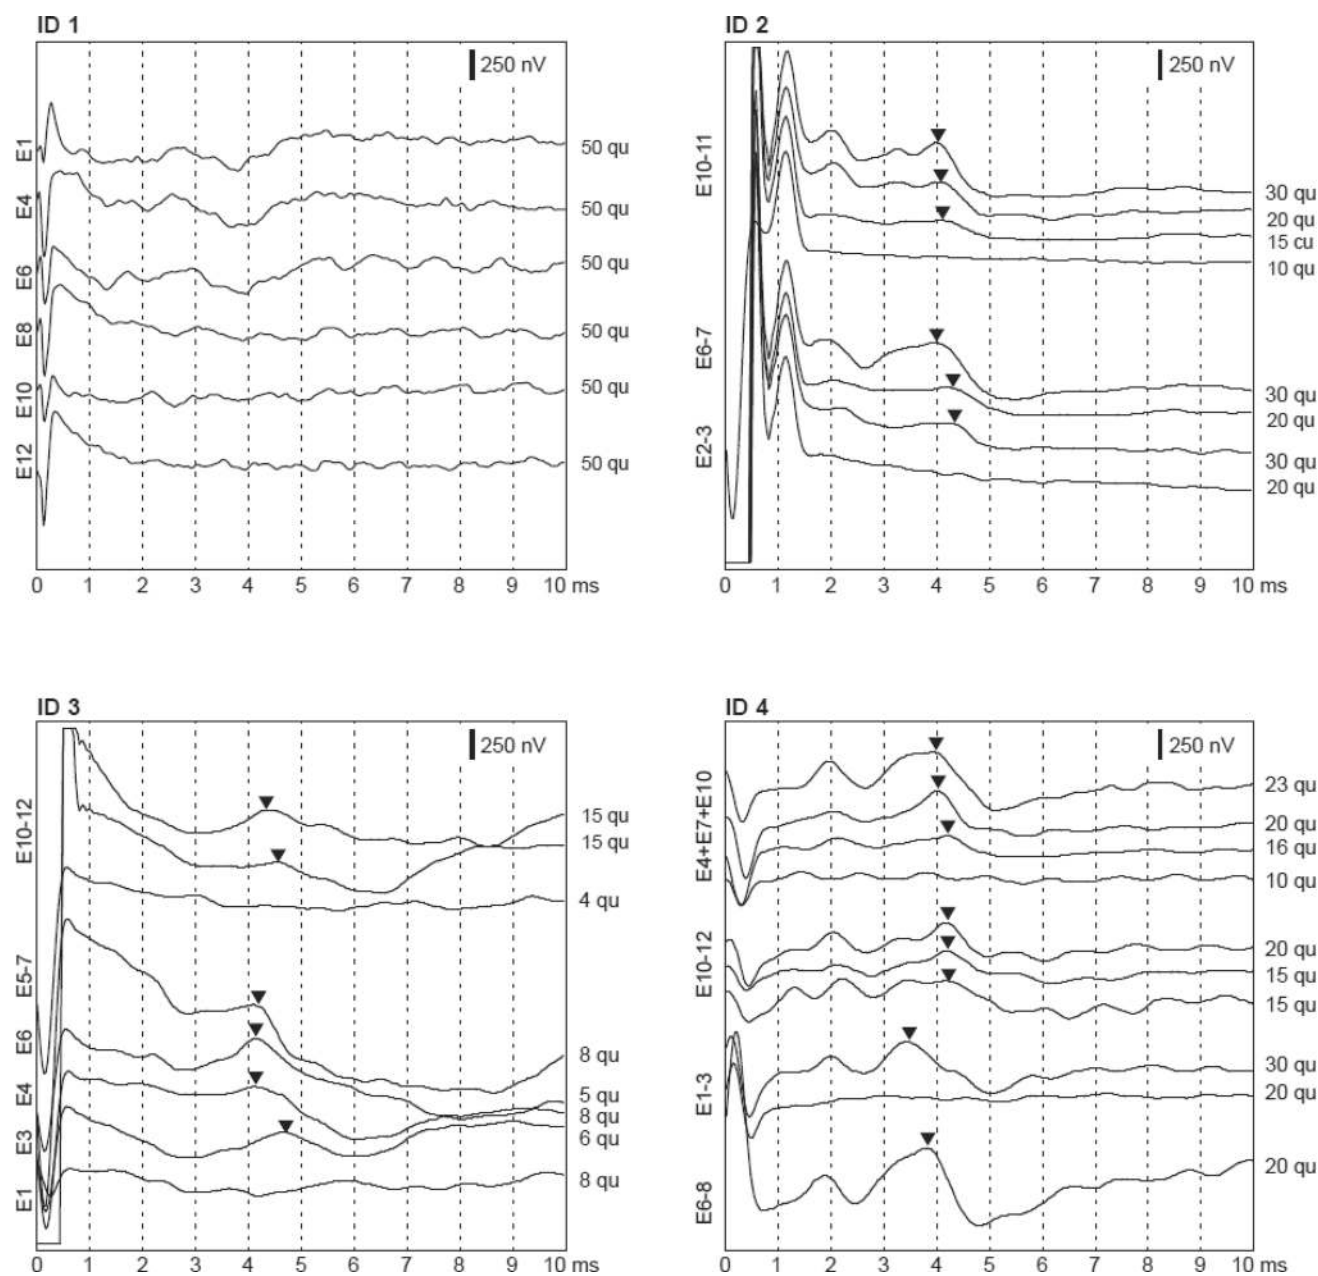 ID 1
250 nV
E1
50 qu
E4
50 qu
E6
50 qu
E8
50 qu
E10
50 qu
E12
50 qu
0 1 2 3 4 5 6 7 8 9 10 ms
ID 2
250 nV
E10-11
30 qu
20 qu
15 cu
10 qu
E6-7
30 qu
20 qu
E2-3
30 qu
20 qu
0 1 2 3 4 5 6 7 8 9 10 ms
ID 3
250 nV
E10-12
15 qu
15 qu
4 qu
E5-7
8 qu
E6
5 qu
E4
8 qu
E3
6 qu
E1
8 qu
0 1 2 3 4 5 6 7 8 9 10 ms
ID 4
250 nV
E4+E7+E10
23 qu
20 qu
16 qu
10 qu
E10-12
20 qu
15 qu
15 qu
E1-3
30 qu
20 qu
E6-8
20 qu
0 1 2 3 4 5 6 7 8 9 10 ms